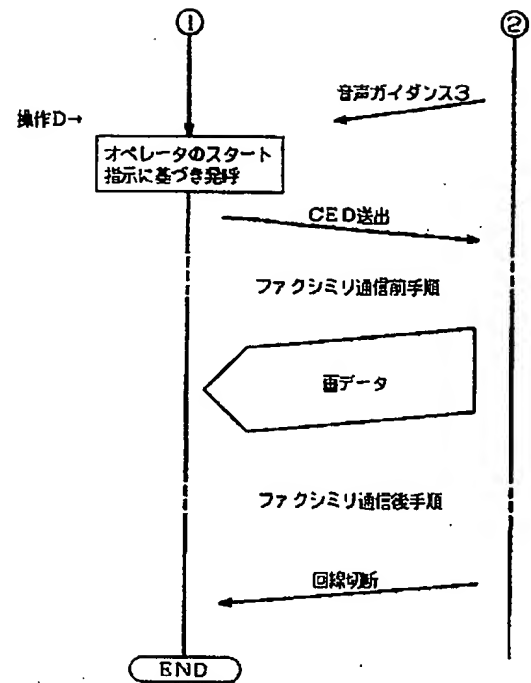 ① ②
音声ガイダンス3
操作D→
オペレータのスタート
指示に基づき発呼
CED送出
ファクシミリ通信前手順
画データ
ファクシミリ通信後手順
回線切断
END